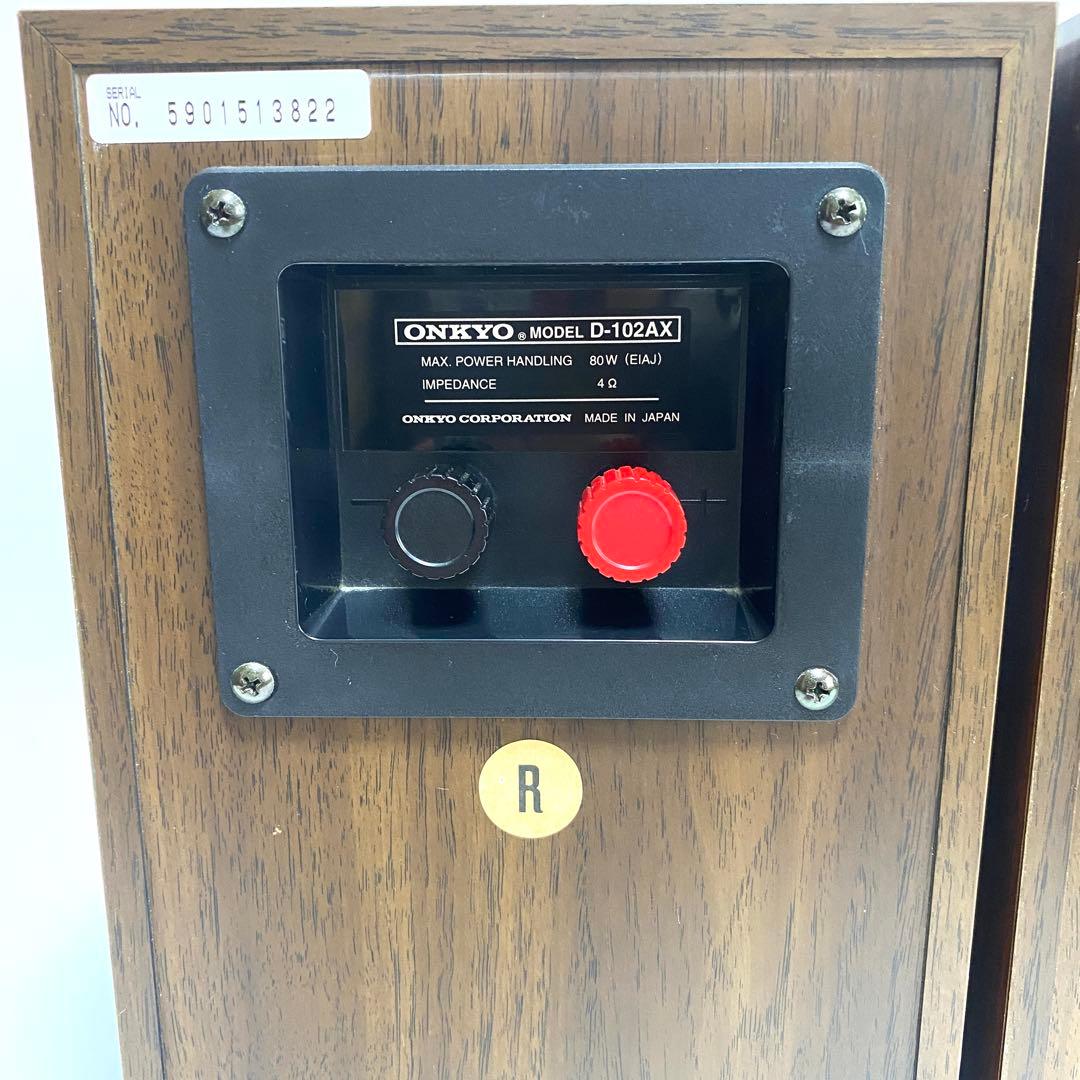 SERIAL
NO. 5901513822
ONKYO® MODEL D-102AX
MAX. POWER HANDLING 80W (EIAJ)
IMPEDANCE 4Ω
ONKYO CORPORATION MADE IN JAPAN
- +
R